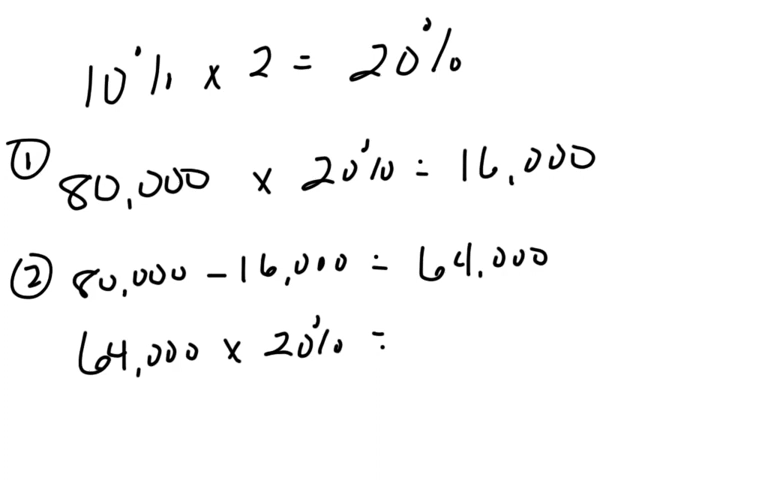 10% x 2 = 20%
① 80,000 x 20% = 16,000
② 80,000 - 16,000 = 64,000
64,000 x 20% =